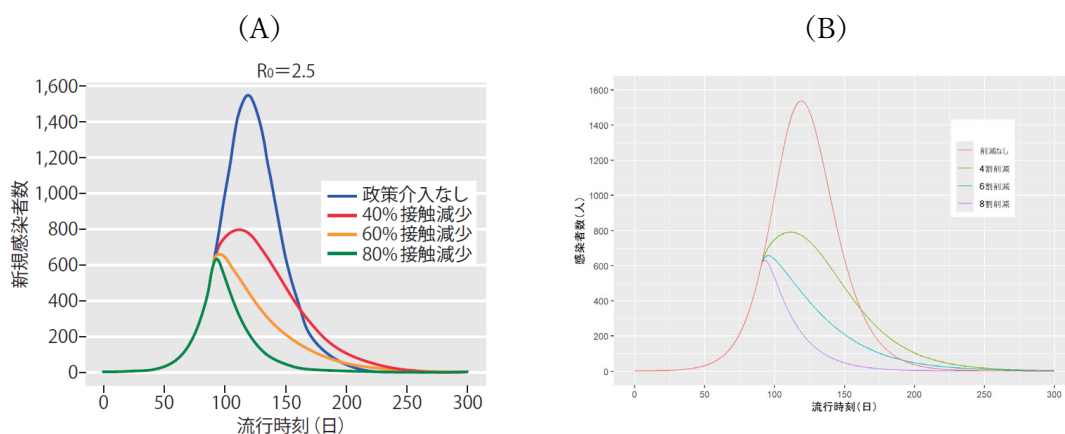 (A)
R₀=2.5
1,600
1,400
1,200
1,000
800
600
400
200
0
新規感染者数
政策介入なし
40%接触減少
60%接触減少
80%接触減少
0 50 100 150 200 250 300
流行時刻(日)
(B)
1600
1400
1200
1000
800
600
400
200
0
感染者数(人)
削減なし
4割削減
6割削減
8割削減
0 50 100 150 200 250 300
流行時刻(日)